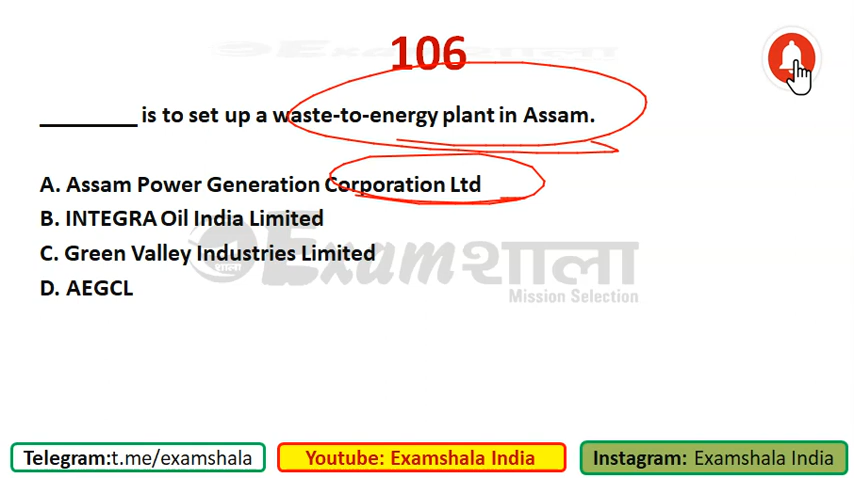 106
_________ is to set up a waste-to-energy plant in Assam.
A. Assam Power Generation Corporation Ltd
B. INTEGRA Oil India Limited
C. Green Valley Industries Limited
D. AEGCL
Examशाला
शाला
Mission Selection
Telegram:t.me/examshala
Youtube: Examshala India
Instagram: Examshala India